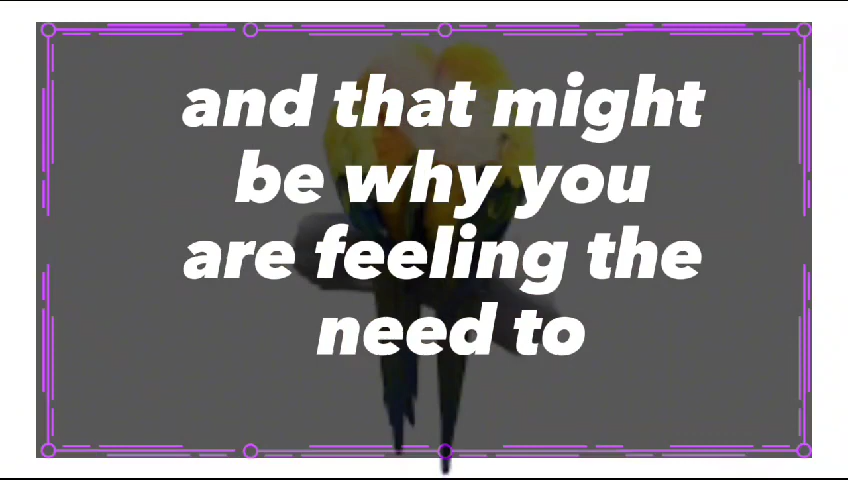 and that might
be why you
are feeling the
need to